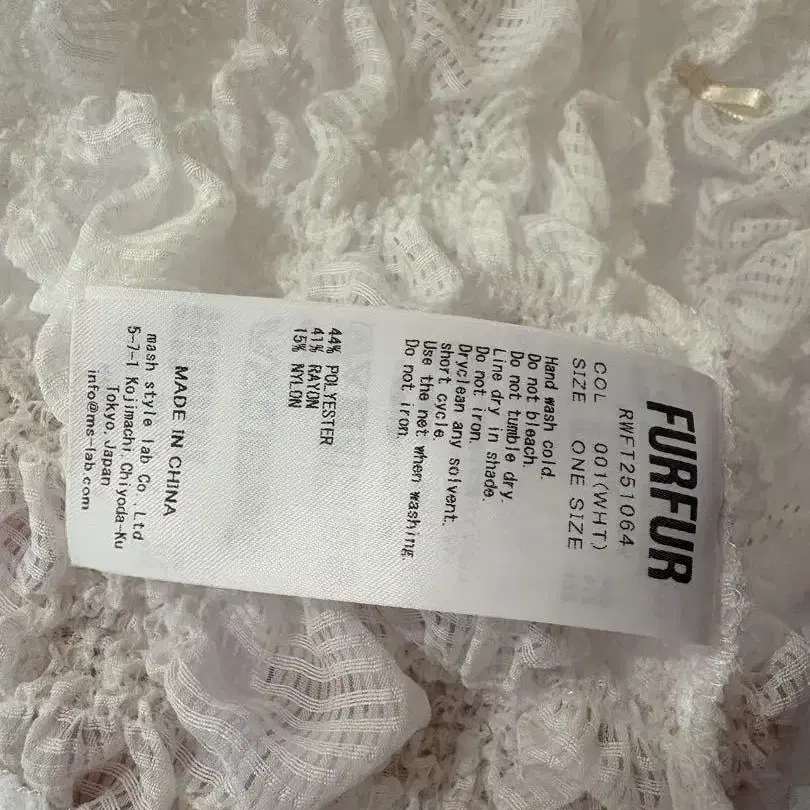 FURFUR
RWFT251064
COL 001(WHT)
SIZE ONE SIZE
Hand wash cold.
Do not bleach.
Do not tumble dry.
Line dry in shade.
Do not iron.
Dryclean any solvent.
short cycle.
Use the net when washing.
Do not iron.
44% POLYESTER
41% RAYON
15% NYLON
MADE IN CHINA
mash style lab Co., Ltd
5-7-1 Kojimachi, Chiyoda-Ku
Tokyo, Japan
info@ms-lab.com